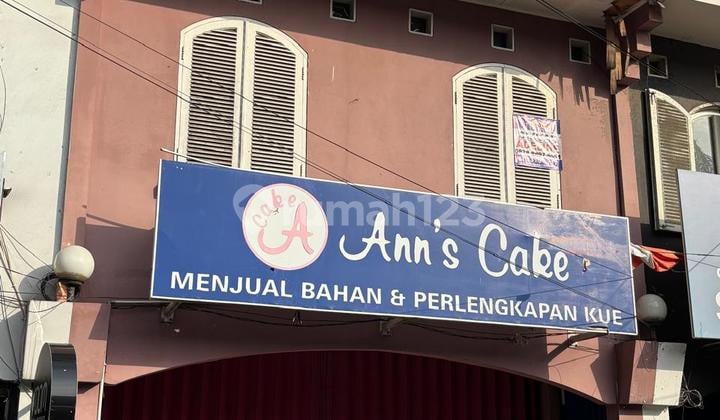 cake
A
Ann's Cake
MENJUAL BAHAN & PERLENGKAPAN KUE
rumah123